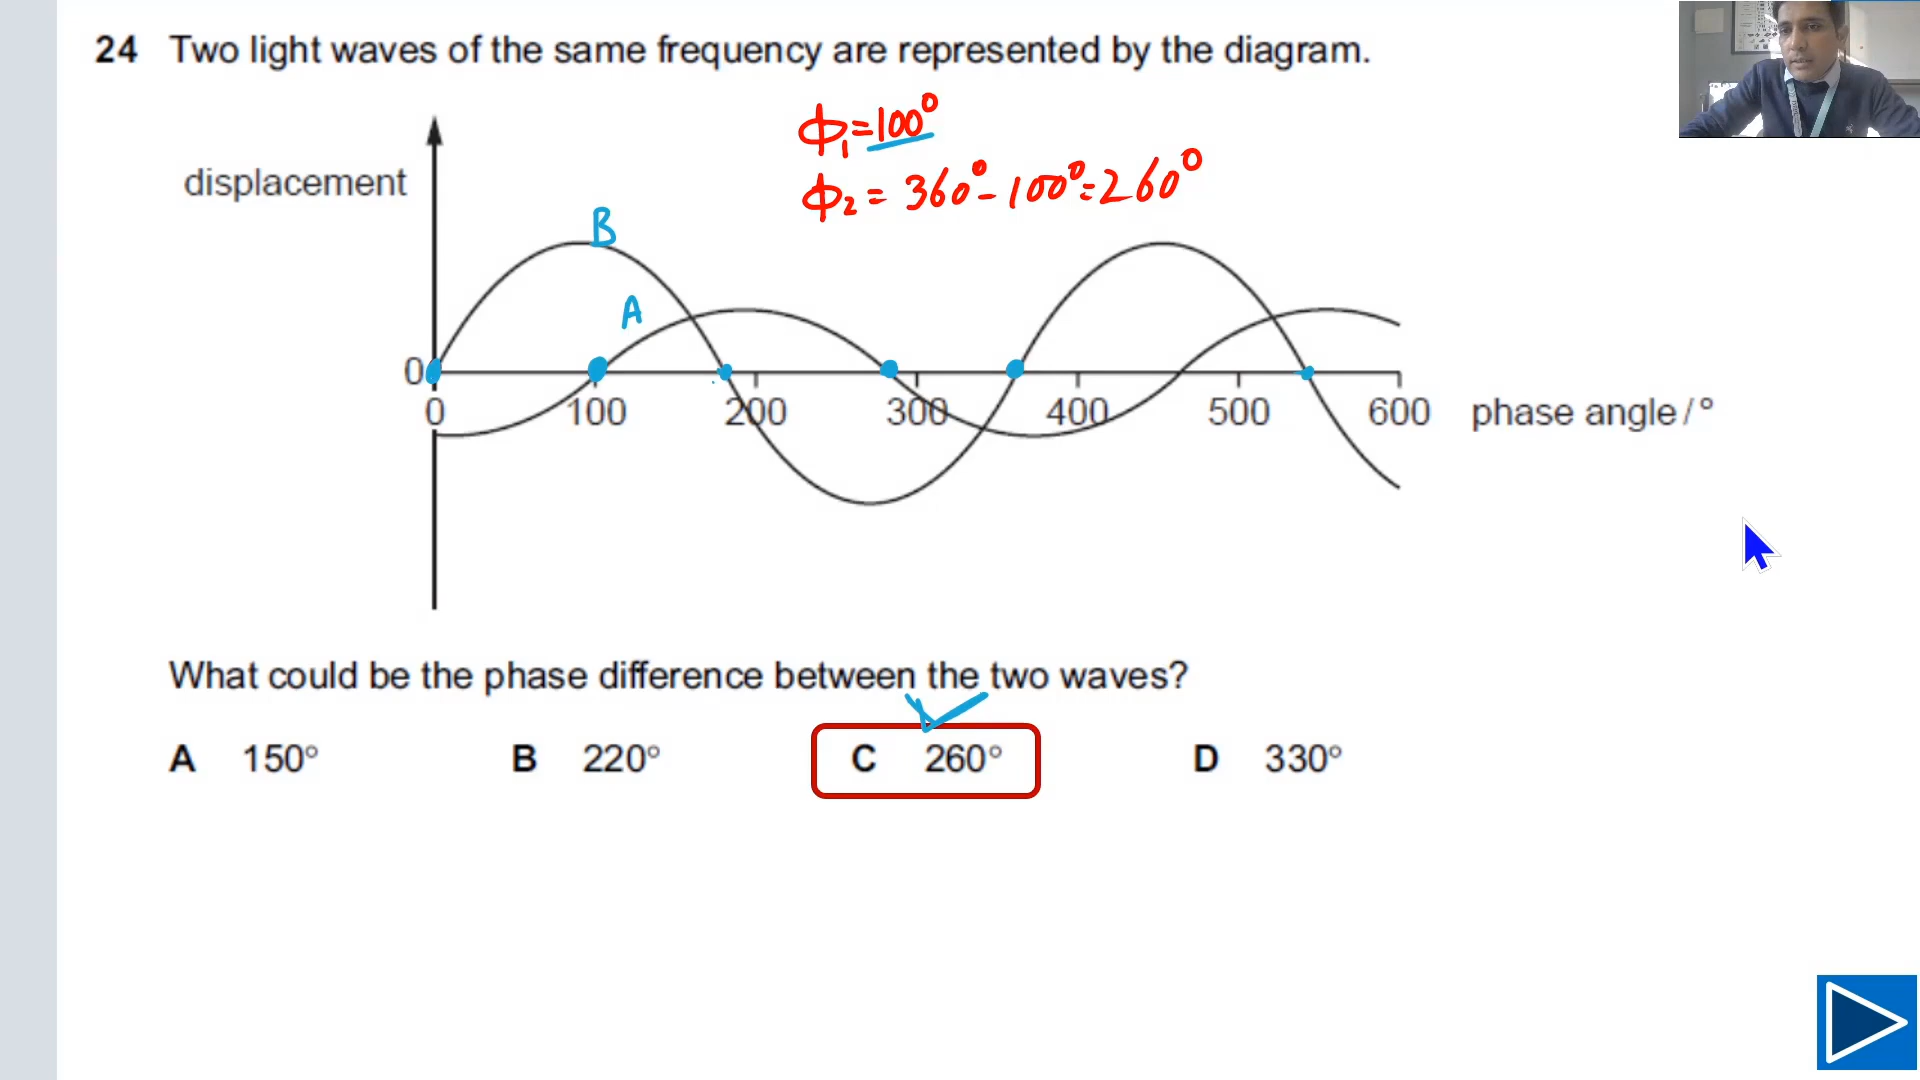 24 Two light waves of the same frequency are represented by the diagram.
ϕ₁=100°
ϕ₂ = 360°-100°=260°
displacement
B
A
0
0 100 200 300 400 500 600 phase angle/°
What could be the phase difference between the two waves?
A 150° B 220° C 260° D 330°